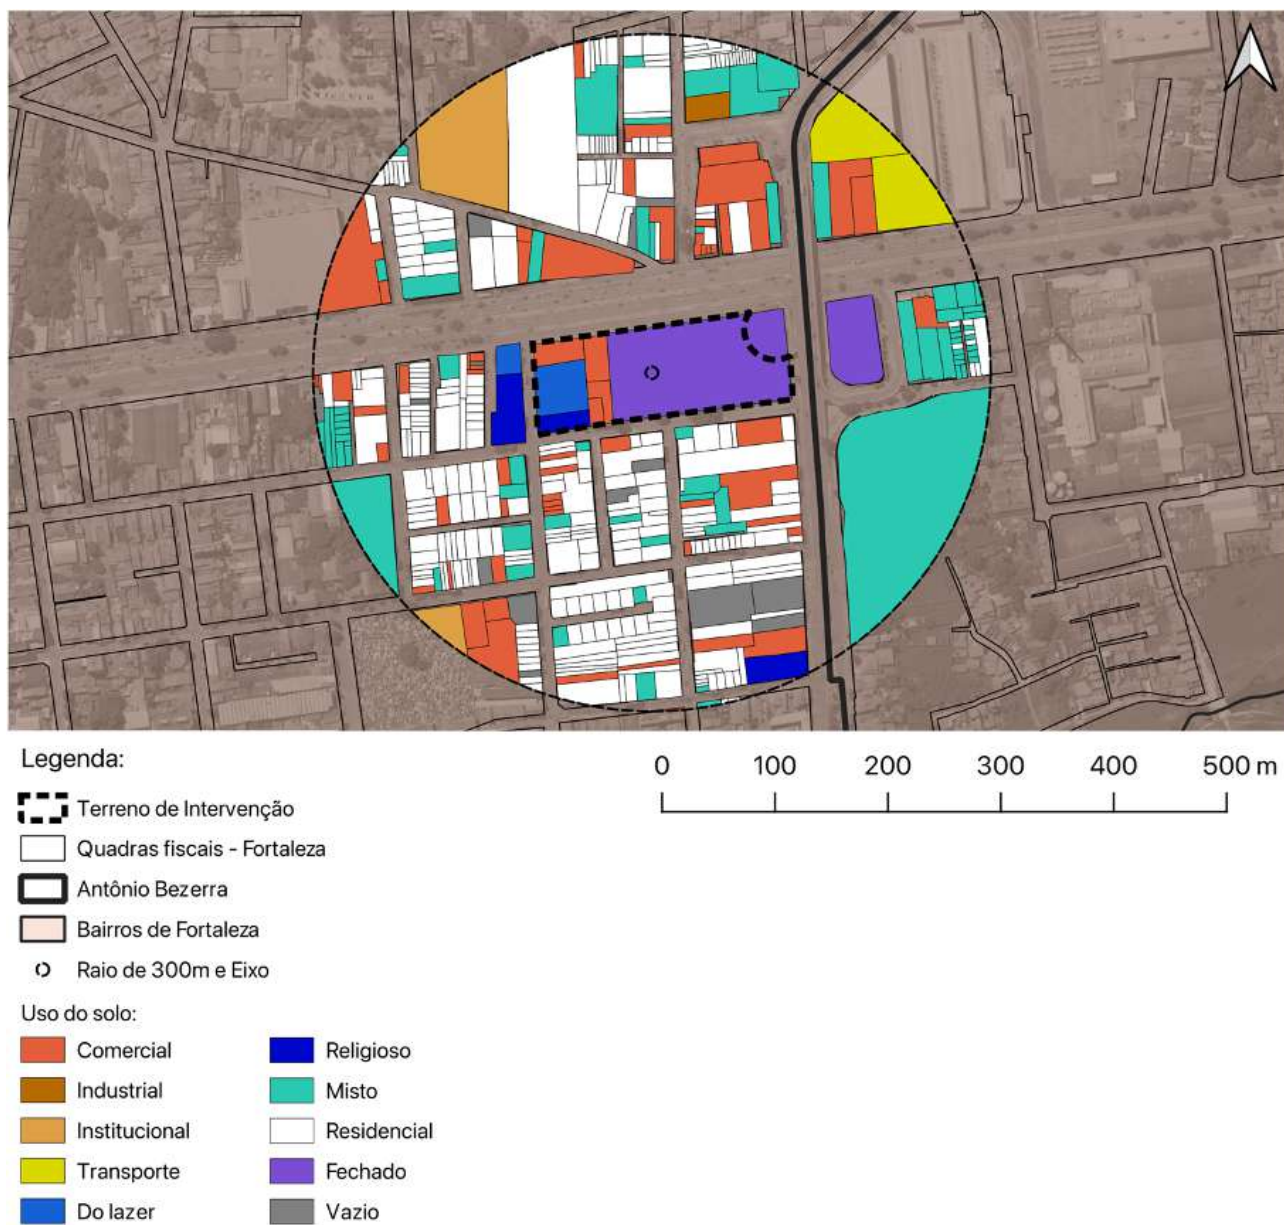 Legenda:
0 100 200 300 400 500 m
Terreno de Intervenção
Quadras fiscais - Fortaleza
Antônio Bezerra
Bairros de Fortaleza
Raio de 300m e Eixo
Uso do solo:
Comercial Religioso
Industrial Misto
Institucional Residencial
Transporte Fechado
Do lazer Vazio